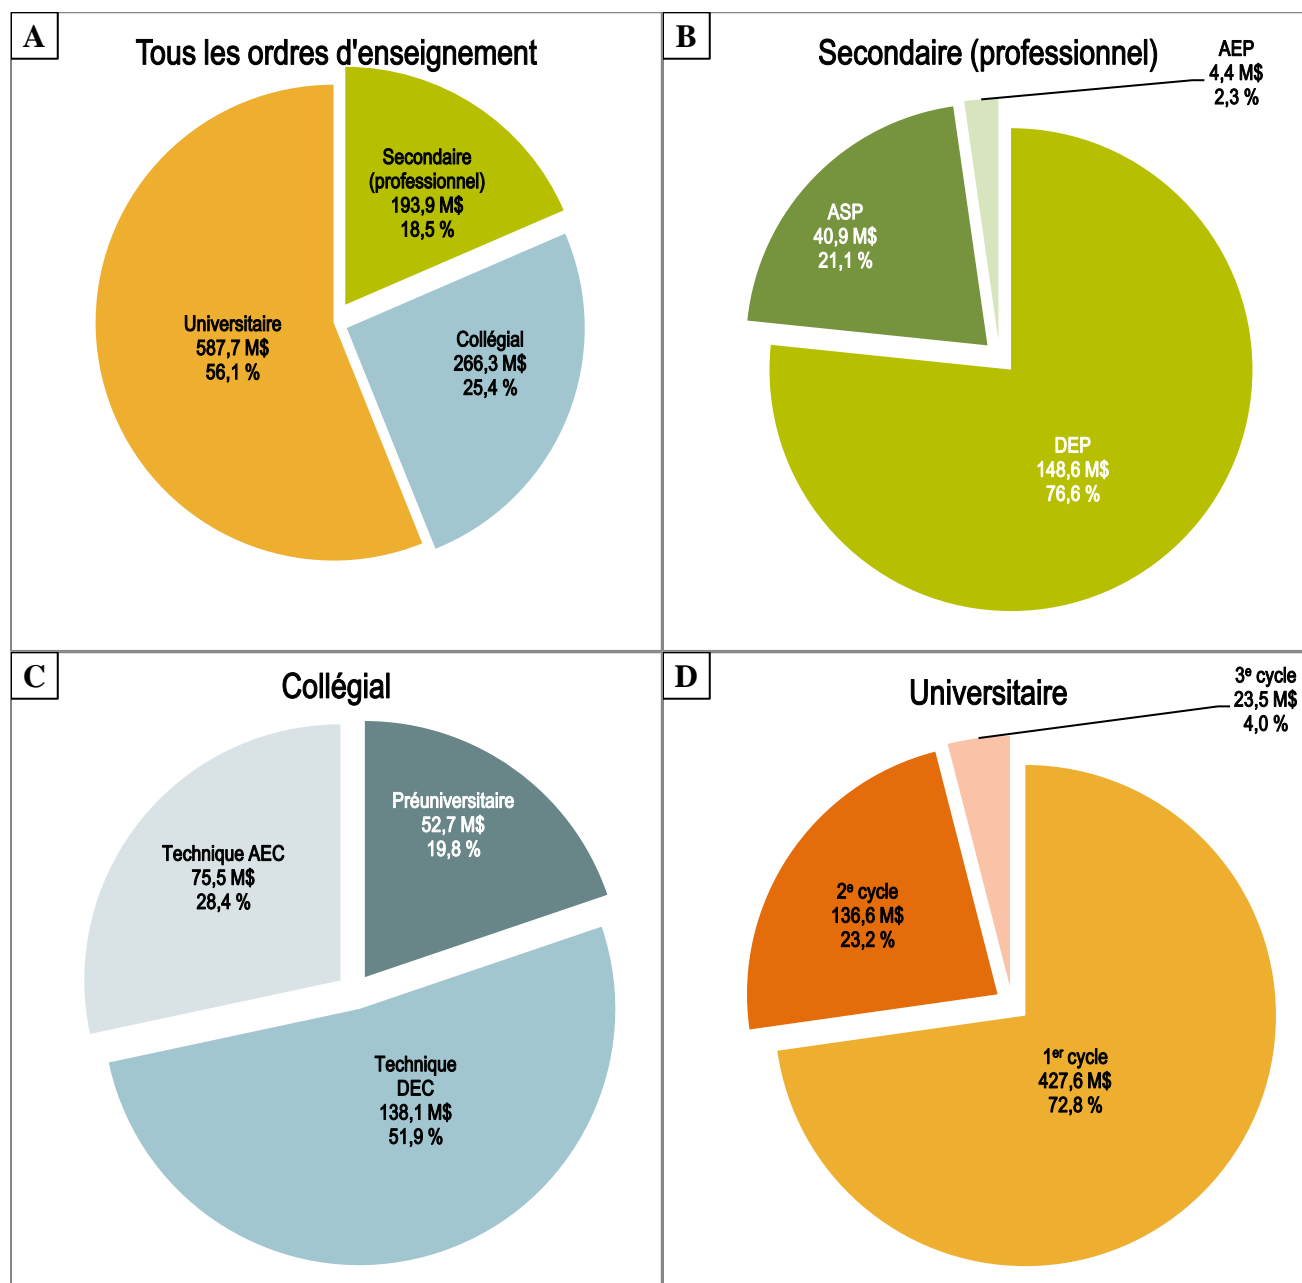 A
Tous les ordres d'enseignement
Secondaire
(professionnel)
193,9 M$
18,5 %
Universitaire
587,7 M$
56,1 %
Collégial
266,3 M$
25,4 %
B
Secondaire (professionnel)
AEP
4,4 M$
2,3 %
ASP
40,9 M$
21,1 %
DEP
148,6 M$
76,6 %
C
Collégial
Préuniversitaire
52,7 M$
19,8 %
Technique AEC
75,5 M$
28,4 %
Technique
DEC
138,1 M$
51,9 %
D
Universitaire
3e cycle
23,5 M$
4,0 %
2e cycle
136,6 M$
23,2 %
1er cycle
427,6 M$
72,8 %